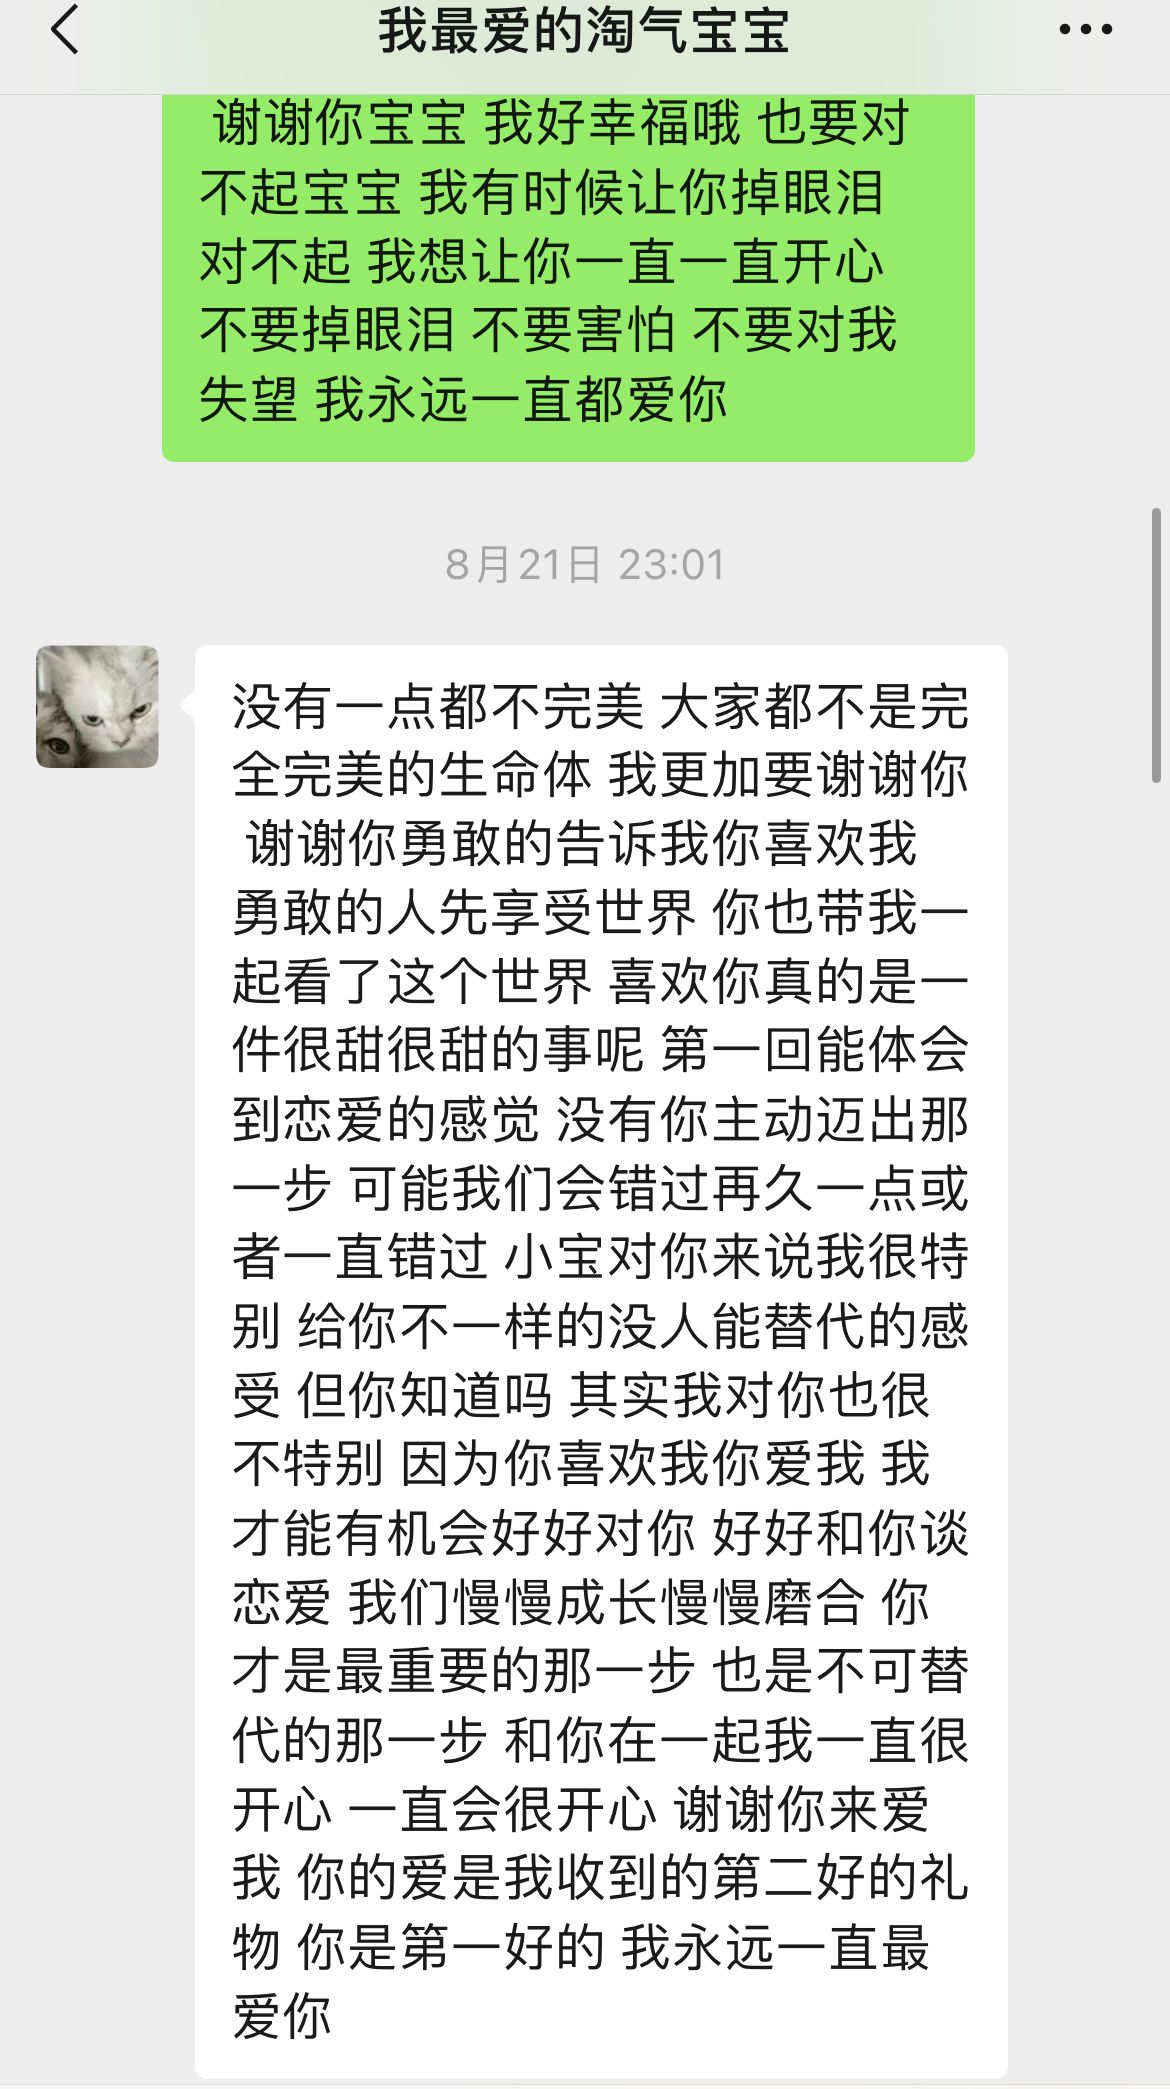 我最爱的淘气宝宝
谢谢你宝宝 我好幸福哦 也要对
不起宝宝 我有时候让你掉眼泪
对不起 我想让你一直一直开心
不要掉眼泪 不要害怕 不要对我
失望 我永远一直都爱你
8月21日 23:01
没有一点都不完美 大家都不是完
全完美的生命体 我更加要谢谢你
谢谢你勇敢的告诉我你喜欢我
勇敢的人先享受世界 你也带我一
起看了这个世界 喜欢你真的是一
件很甜很甜的事呢 第一回能体会
到恋爱的感觉 没有你主动迈出那
一步 可能我们会错过再久一点或
者一直错过 小宝对你来说我很特
别 给你不一样的没人能替代的感
受 但你知道吗 其实我对你也很
不特别 因为你喜欢我你爱我 我
才能有机会好好对你 好好和你谈
恋爱 我们慢慢成长慢慢磨合 你
才是最重要的那一步 也是不可替
代的那一步 和你在一起我一直很
开心 一直会很开心 谢谢你来爱
我 你的爱是我收到的第二好的礼
物 你是第一好的 我永远一直最
爱你